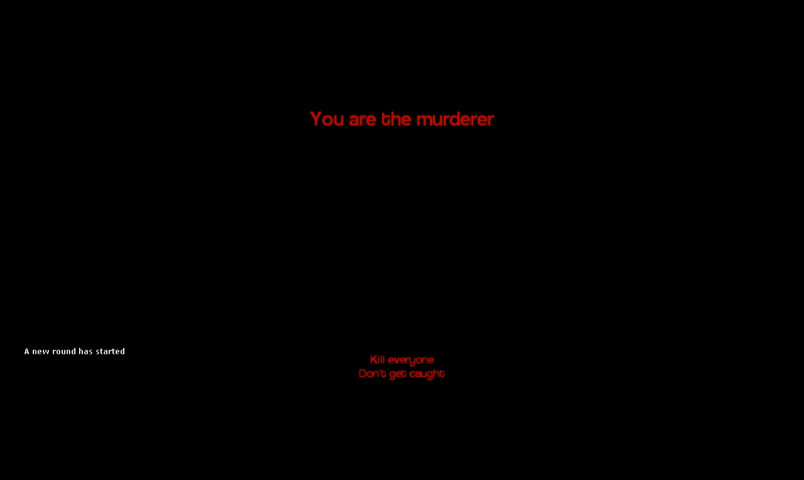 You are the murderer
A new round has started
Kill everyone
Don't get caught